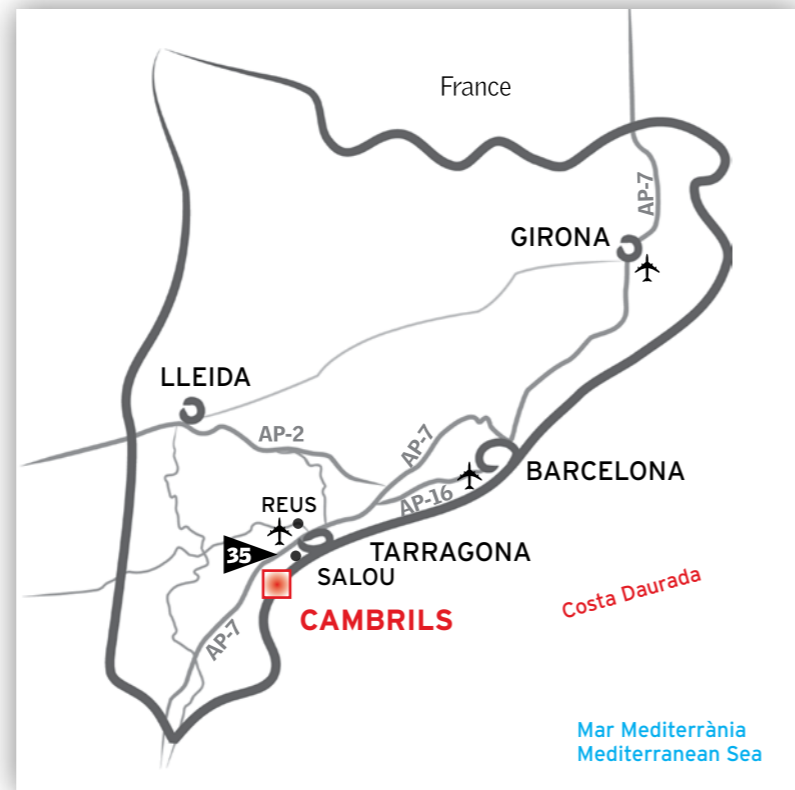 France
AP-7
GIRONA
LLEIDA
AP-2
AP-7
BARCELONA
AP-16
REUS
35
TARRAGONA
SALOU
Costa Daurada
CAMBRILS
AP-7
Mar Mediterrània
Mediterranean Sea